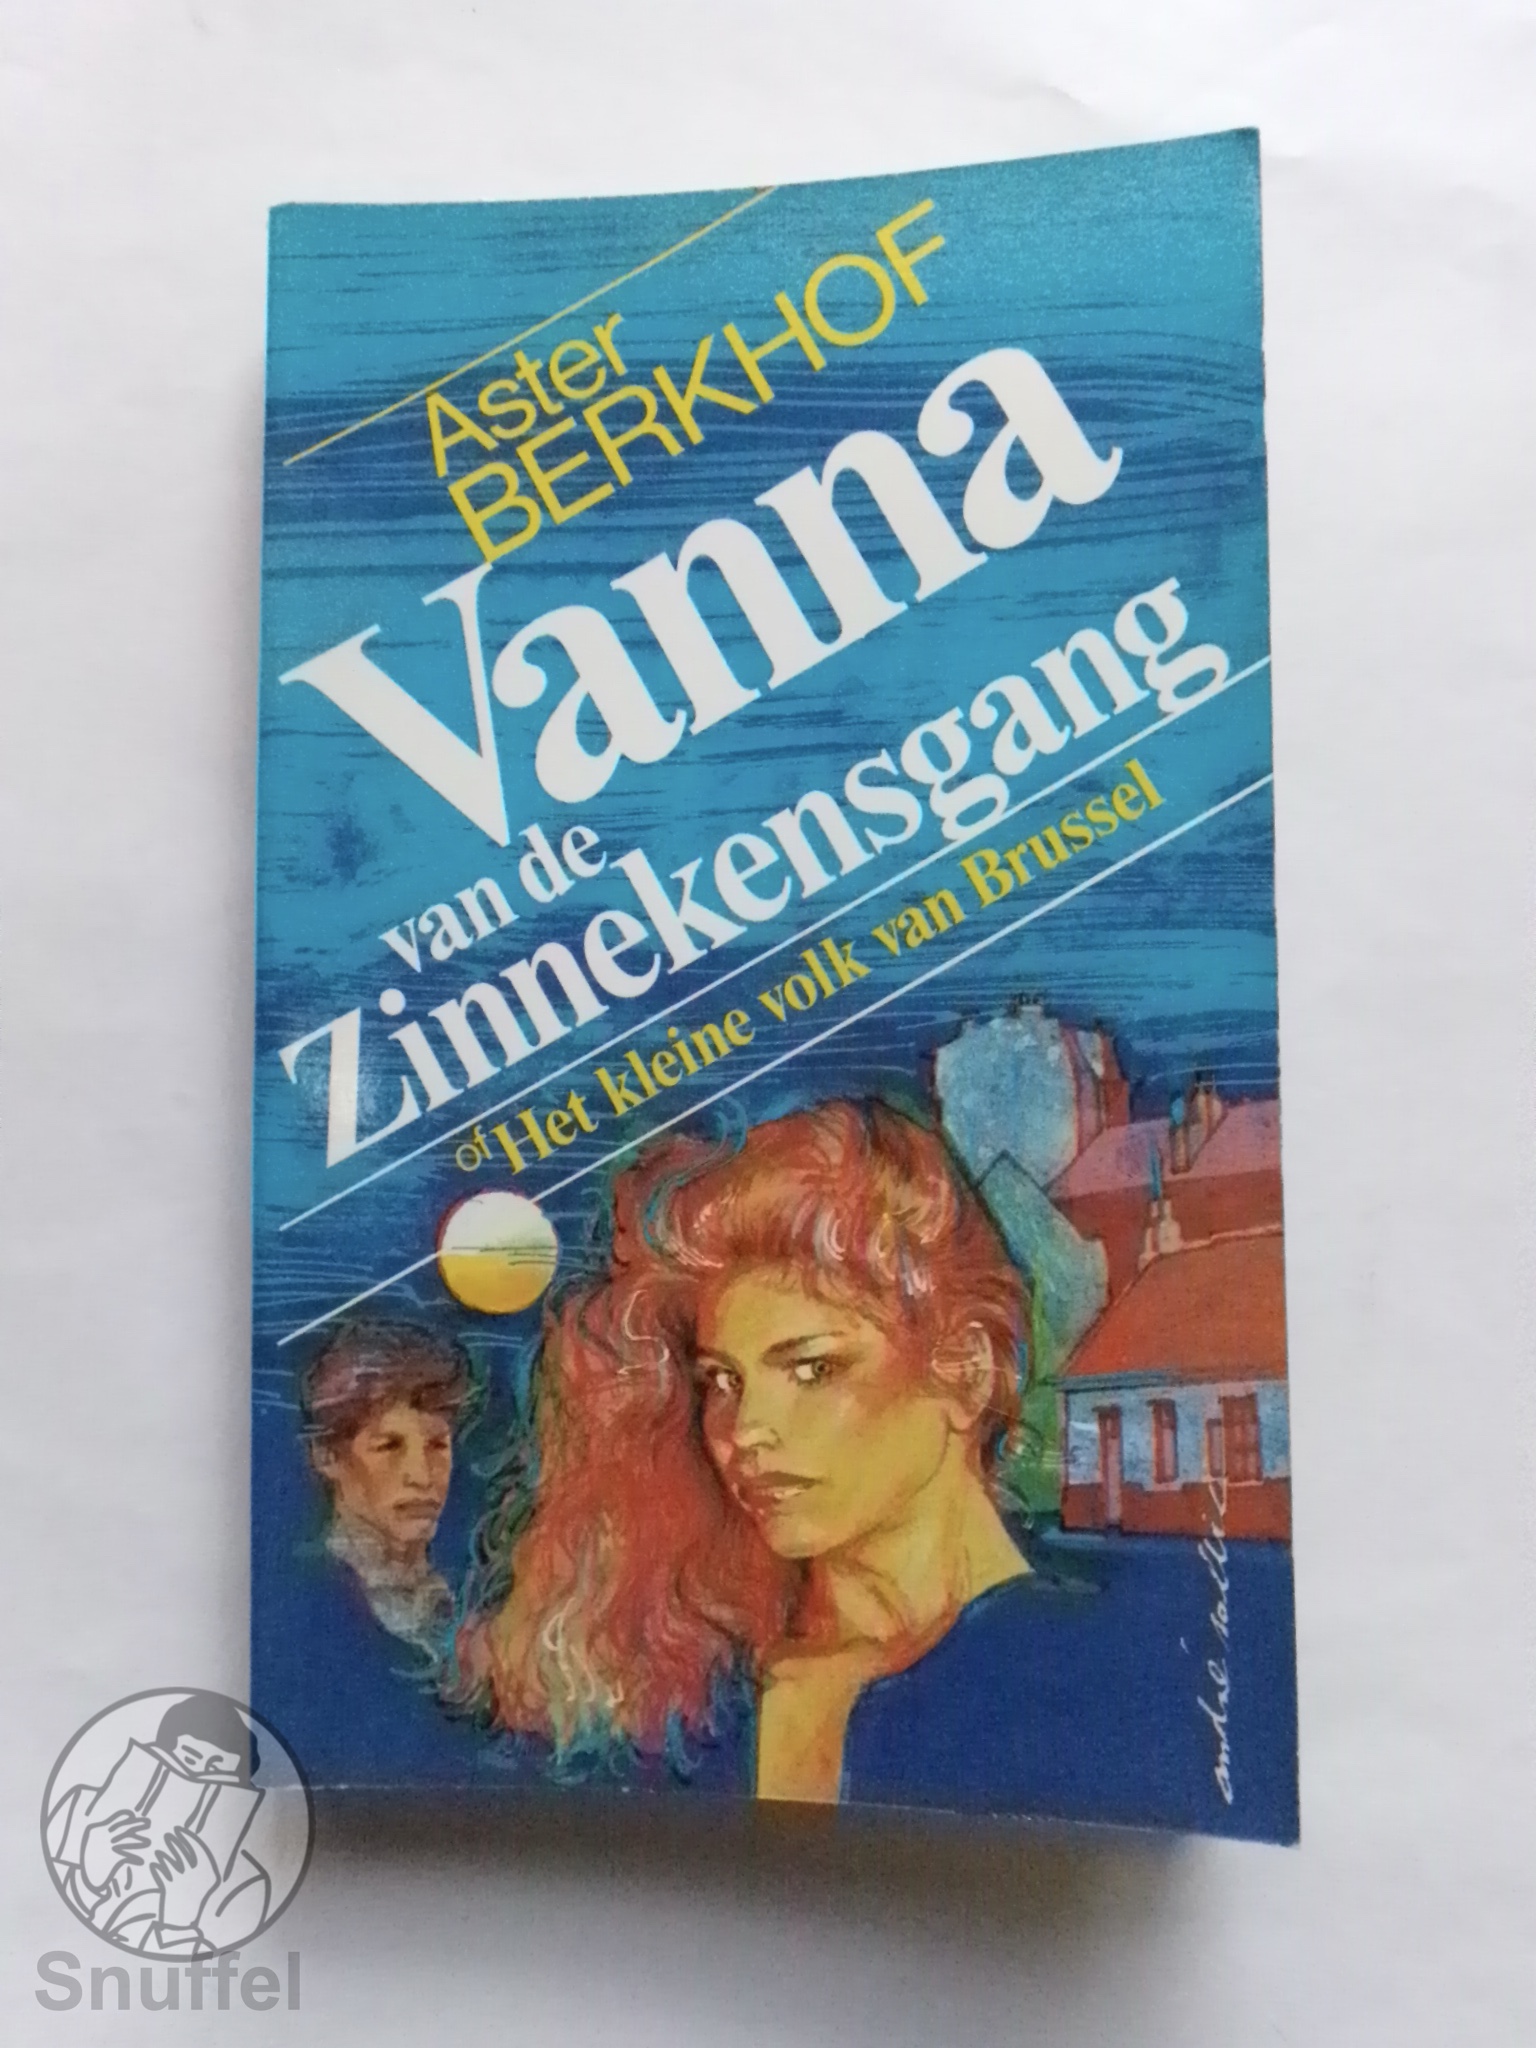 Aster
BERKHOF
Vanna
van de
Zinnekensgang
of Het kleine volk van Brussel
Snuffel